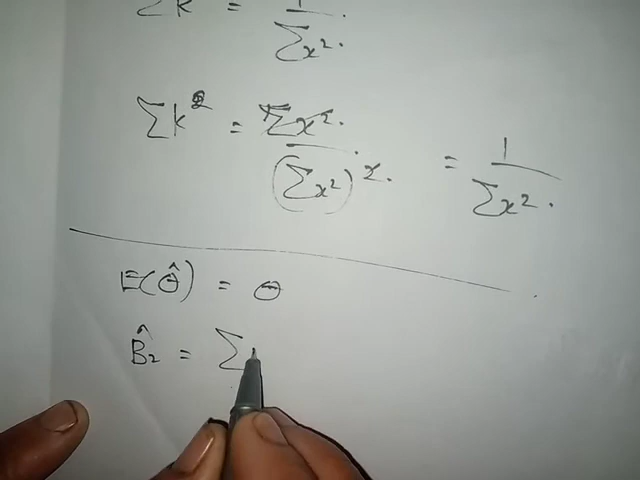 Σk = 1/Σx².
Σk² = Σx²./(Σx²)². = 1/Σx².
E(θ̂) = θ
B̂₂ = Σ